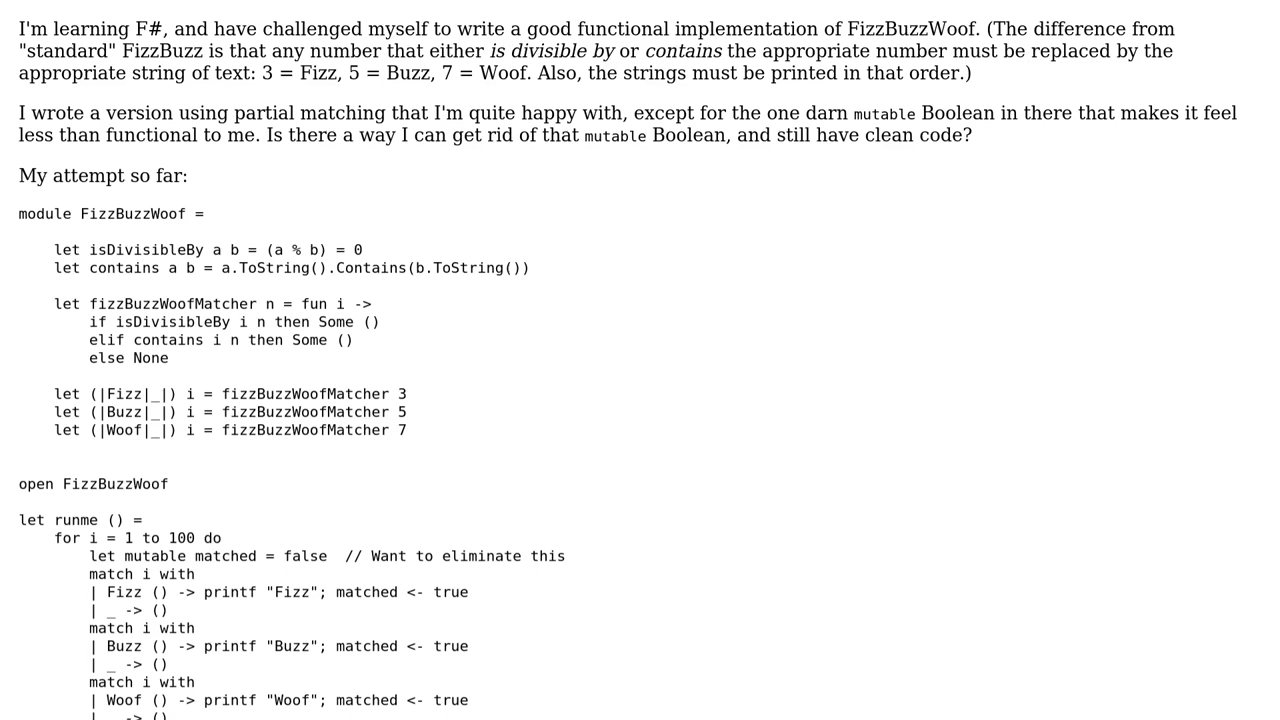 I'm learning F#, and have challenged myself to write a good functional implementation of FizzBuzzWoof. (The difference from
"standard" FizzBuzz is that any number that either is divisible by or contains the appropriate number must be replaced by the
appropriate string of text: 3 = Fizz, 5 = Buzz, 7 = Woof. Also, the strings must be printed in that order.)
I wrote a version using partial matching that I'm quite happy with, except for the one darn mutable Boolean in there that makes it feel
less than functional to me. Is there a way I can get rid of that mutable Boolean, and still have clean code?
My attempt so far:
module FizzBuzzWoof =
    let isDivisibleBy a b = (a % b) = 0
    let contains a b = a.ToString().Contains(b.ToString())
    let fizzBuzzWoofMatcher n = fun i ->
        if isDivisibleBy i n then Some ()
        elif contains i n then Some ()
        else None
    let (|Fizz|_|) i = fizzBuzzWoofMatcher 3
    let (|Buzz|_|) i = fizzBuzzWoofMatcher 5
    let (|Woof|_|) i = fizzBuzzWoofMatcher 7
open FizzBuzzWoof
let runme () =
    for i = 1 to 100 do
        let mutable matched = false  // Want to eliminate this
        match i with
        | Fizz () -> printf "Fizz"; matched <- true
        | _ -> ()
        match i with
        | Buzz () -> printf "Buzz"; matched <- true
        | _ -> ()
        match i with
        | Woof () -> printf "Woof"; matched <- true
        | _ -> ()